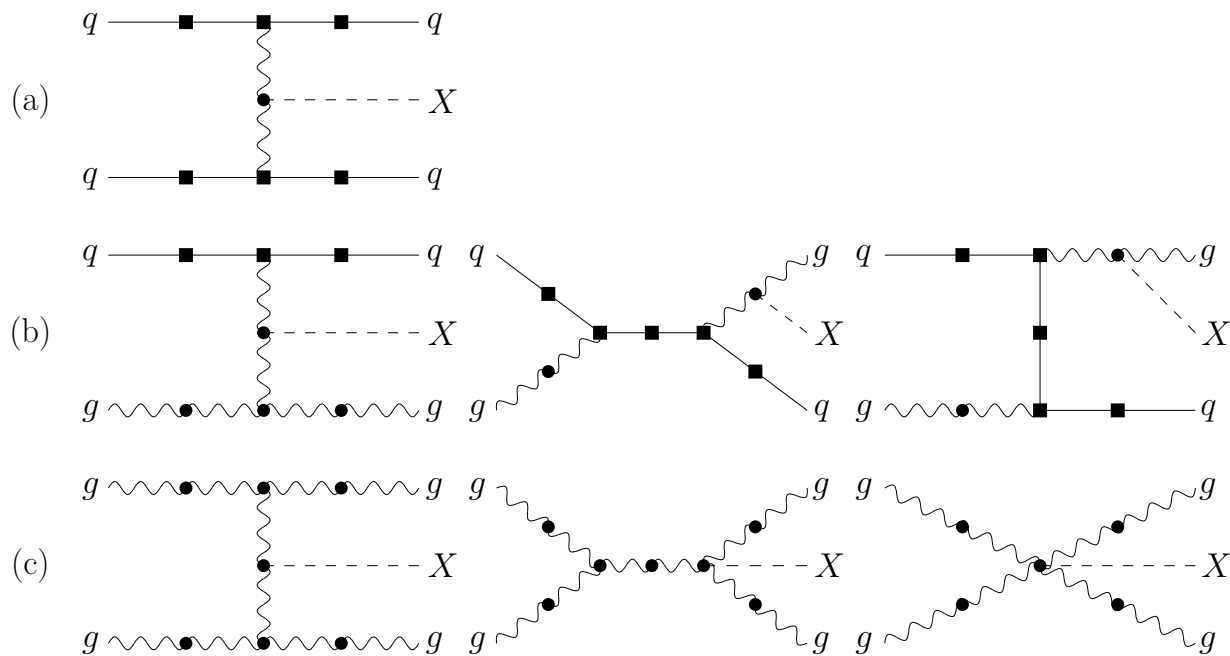 q q
(a) X
q q
q q q g q g
(b) X X X
g g g q g q
g g g g g g
(c) X X X
g g g g g g